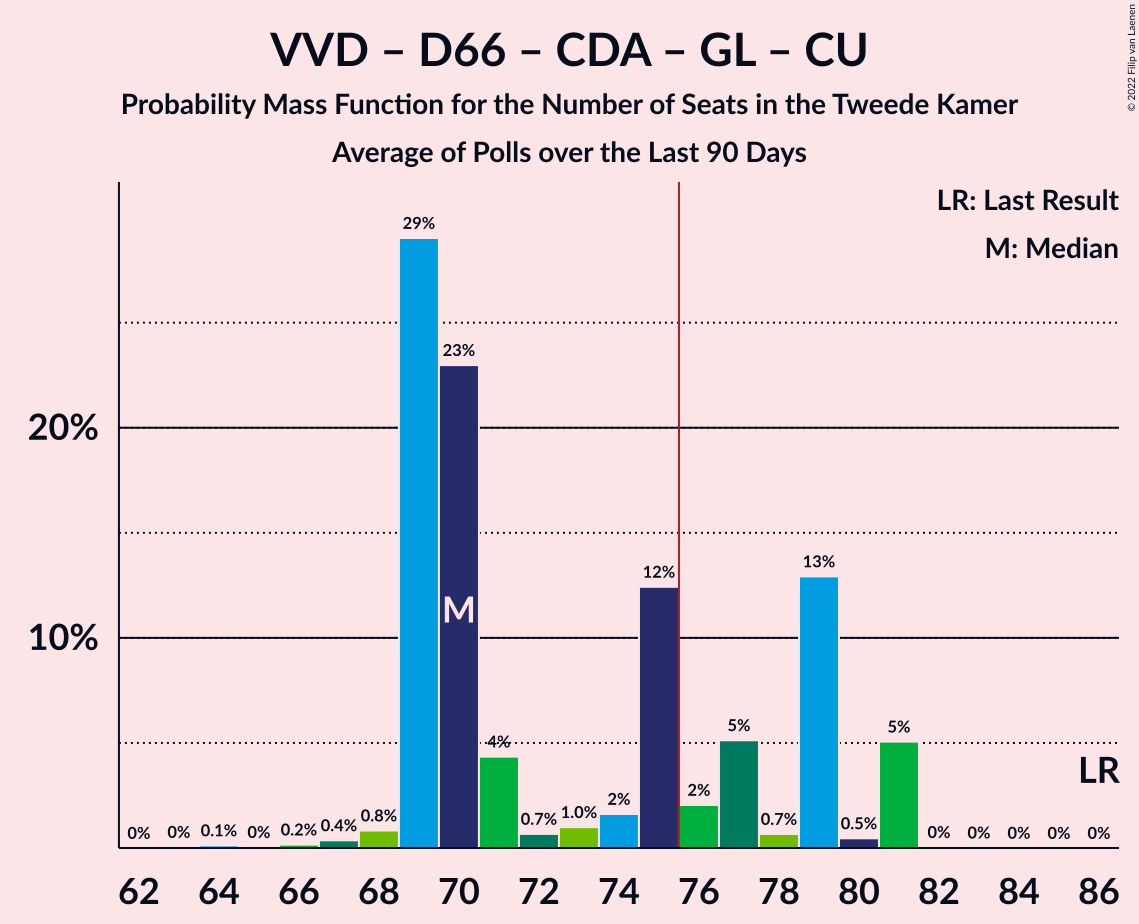 VVD – D66 – CDA – GL – CU
Probability Mass Function for the Number of Seats in the Tweede Kamer
Average of Polls over the Last 90 Days
© 2022 Filip van Laenen
LR: Last Result
M: Median
20%
10%
0% 0% 0.1% 0% 0.2% 0.4% 0.8% 29% 23% 4% 0.7% 1.0% 2% 12% 2% 5% 0.7% 13% 0.5% 5% 0% 0% 0% 0% 0%
M
LR
62 64 66 68 70 72 74 76 78 80 82 84 86